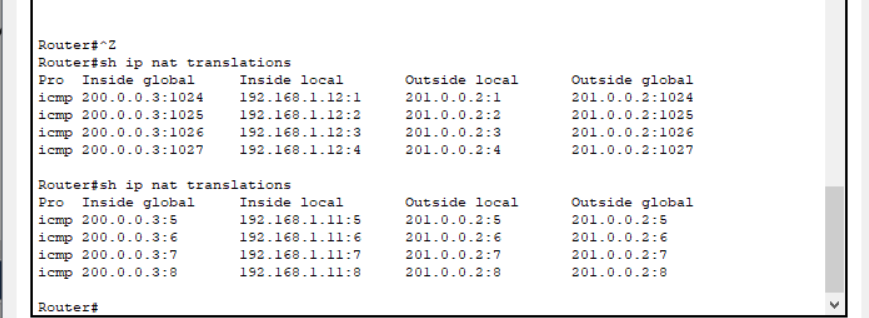 Router#^Z
Router#sh ip nat translations
Pro  Inside global     Inside local       Outside local      Outside global
icmp 200.0.0.3:1024    192.168.1.12:1     201.0.0.2:1        201.0.0.2:1024
icmp 200.0.0.3:1025    192.168.1.12:2     201.0.0.2:2        201.0.0.2:1025
icmp 200.0.0.3:1026    192.168.1.12:3     201.0.0.2:3        201.0.0.2:1026
icmp 200.0.0.3:1027    192.168.1.12:4     201.0.0.2:4        201.0.0.2:1027
Router#sh ip nat translations
Pro  Inside global     Inside local       Outside local      Outside global
icmp 200.0.0.3:5       192.168.1.11:5     201.0.0.2:5        201.0.0.2:5
icmp 200.0.0.3:6       192.168.1.11:6     201.0.0.2:6        201.0.0.2:6
icmp 200.0.0.3:7       192.168.1.11:7     201.0.0.2:7        201.0.0.2:7
icmp 200.0.0.3:8       192.168.1.11:8     201.0.0.2:8        201.0.0.2:8
Router#